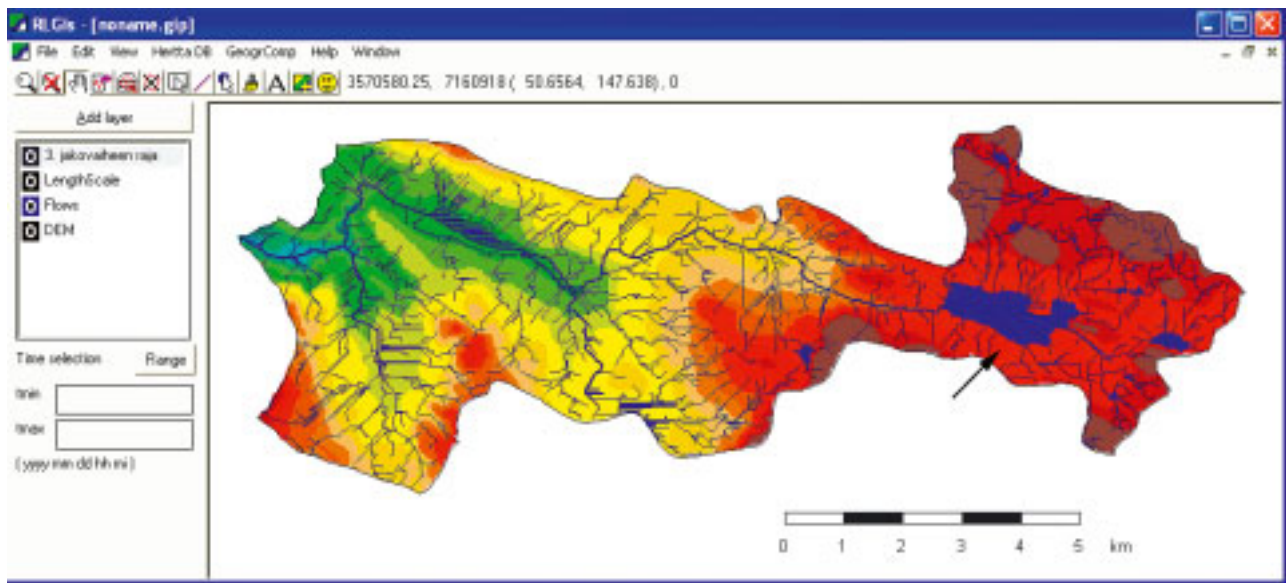 RLGis - [noname.gip]
File Edit View Hertta DB GeogrComp Help Window
3570580.25, 7160918 ( 50.6564, 147.638), 0
Add layer
3. jakovaiheen raja
LengthScale
Flows
DEM
Time selection Range
tmin
tmax
( yyyy mm dd hh mi )
0 1 2 3 4 5 km